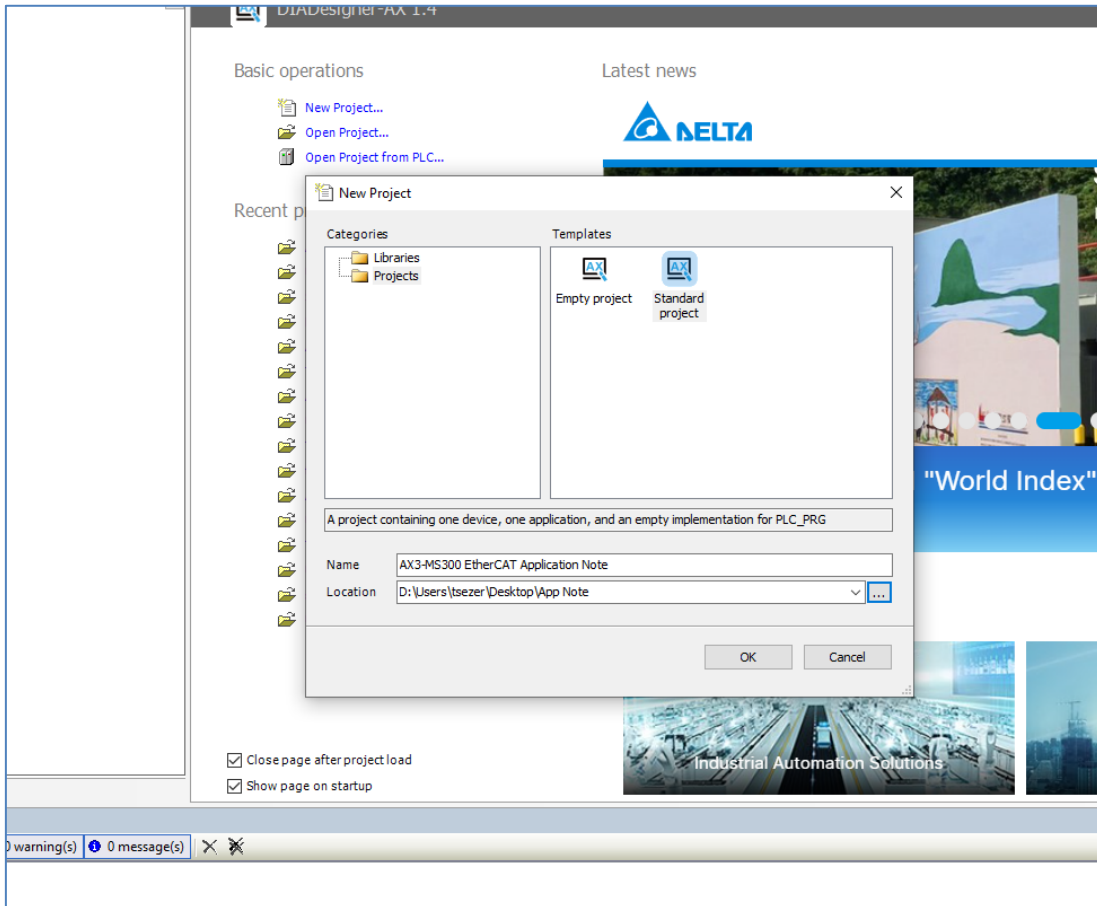 DIADesigner-AX 1.4
Basic operations
New Project...
Open Project...
Open Project from PLC...
Latest news
DELTA
New Project
Categories
Libraries
Projects
Templates
AX
Empty project
AX
Standard
project
A project containing one device, one application, and an empty implementation for PLC_PRG
Name
AX3-MS300 EtherCAT Application Note
Location
D:\Users\tsezer\Desktop\App Note
...
OK
Cancel
Recent p
"World Index"
Industrial Automation Solutions
Close page after project load
Show page on startup
0 warning(s)
0 message(s)